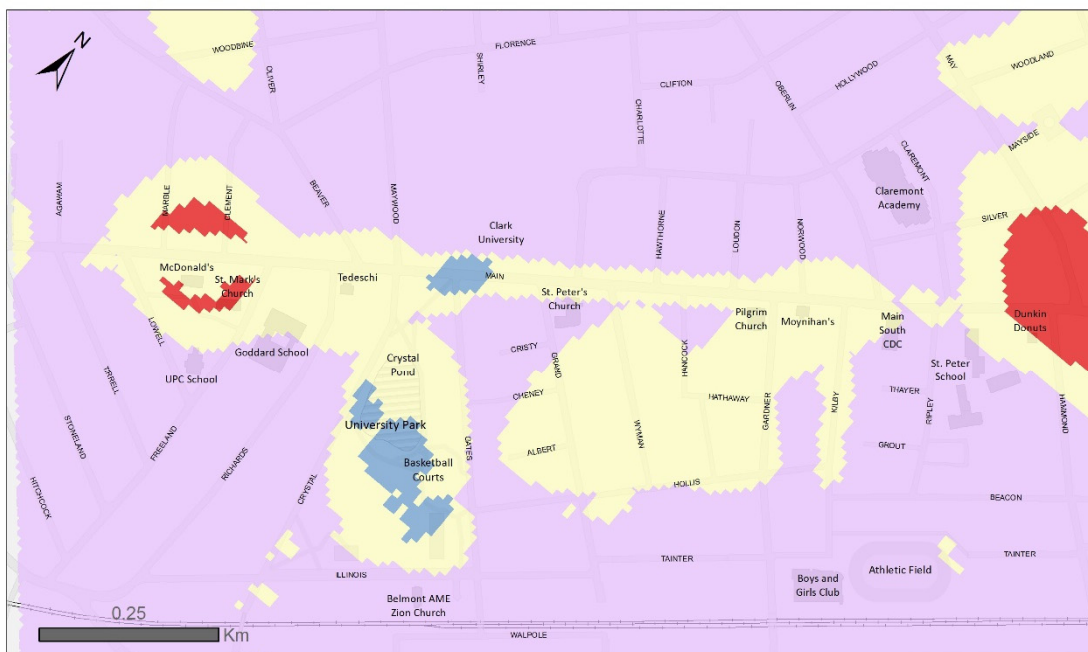 N
WOODBINE
OLIVER
SHIRLEY
FLORENCE
CLIFTON
CHARLOTTE
OBERLIN
HOLLYWOOD
MAY
WOODLAND
MAYSIDE
CLAREMONT
Claremont
Academy
SILVER
AGAWAM
MARBLE
CLEMENT
BEAVER
MAYWOOD
Clark
University
HAWTHORNE
LOUDON
NORWOOD
McDonald's
St. Mark's
Church
Tedeschi
MAIN
St. Peter's
Church
Pilgrim
Church
Moynihan's
Main
South
CDC
Dunkin
Donuts
LOWELL
Goddard School
UPC School
TIRRELL
Crystal
Pond
CRISTY
GRAND
HANCOCK
St. Peter
School
CHENEY
HATHAWAY
GARDNER
KILBY
THAYER
RIPLEY
HAMMOND
STONELAND
FREELAND
RICHARDS
University Park
GATES
WYMAN
ALBERT
GROUT
Basketball
Courts
HITCHCOCK
CRYSTAL
HOLLIS
BEACON
TAINTER
TAINTER
ILLINOIS
Boys and
Girls Club
Athletic Field
Belmont AME
Zion Church
0.25
Km
WALPOLE